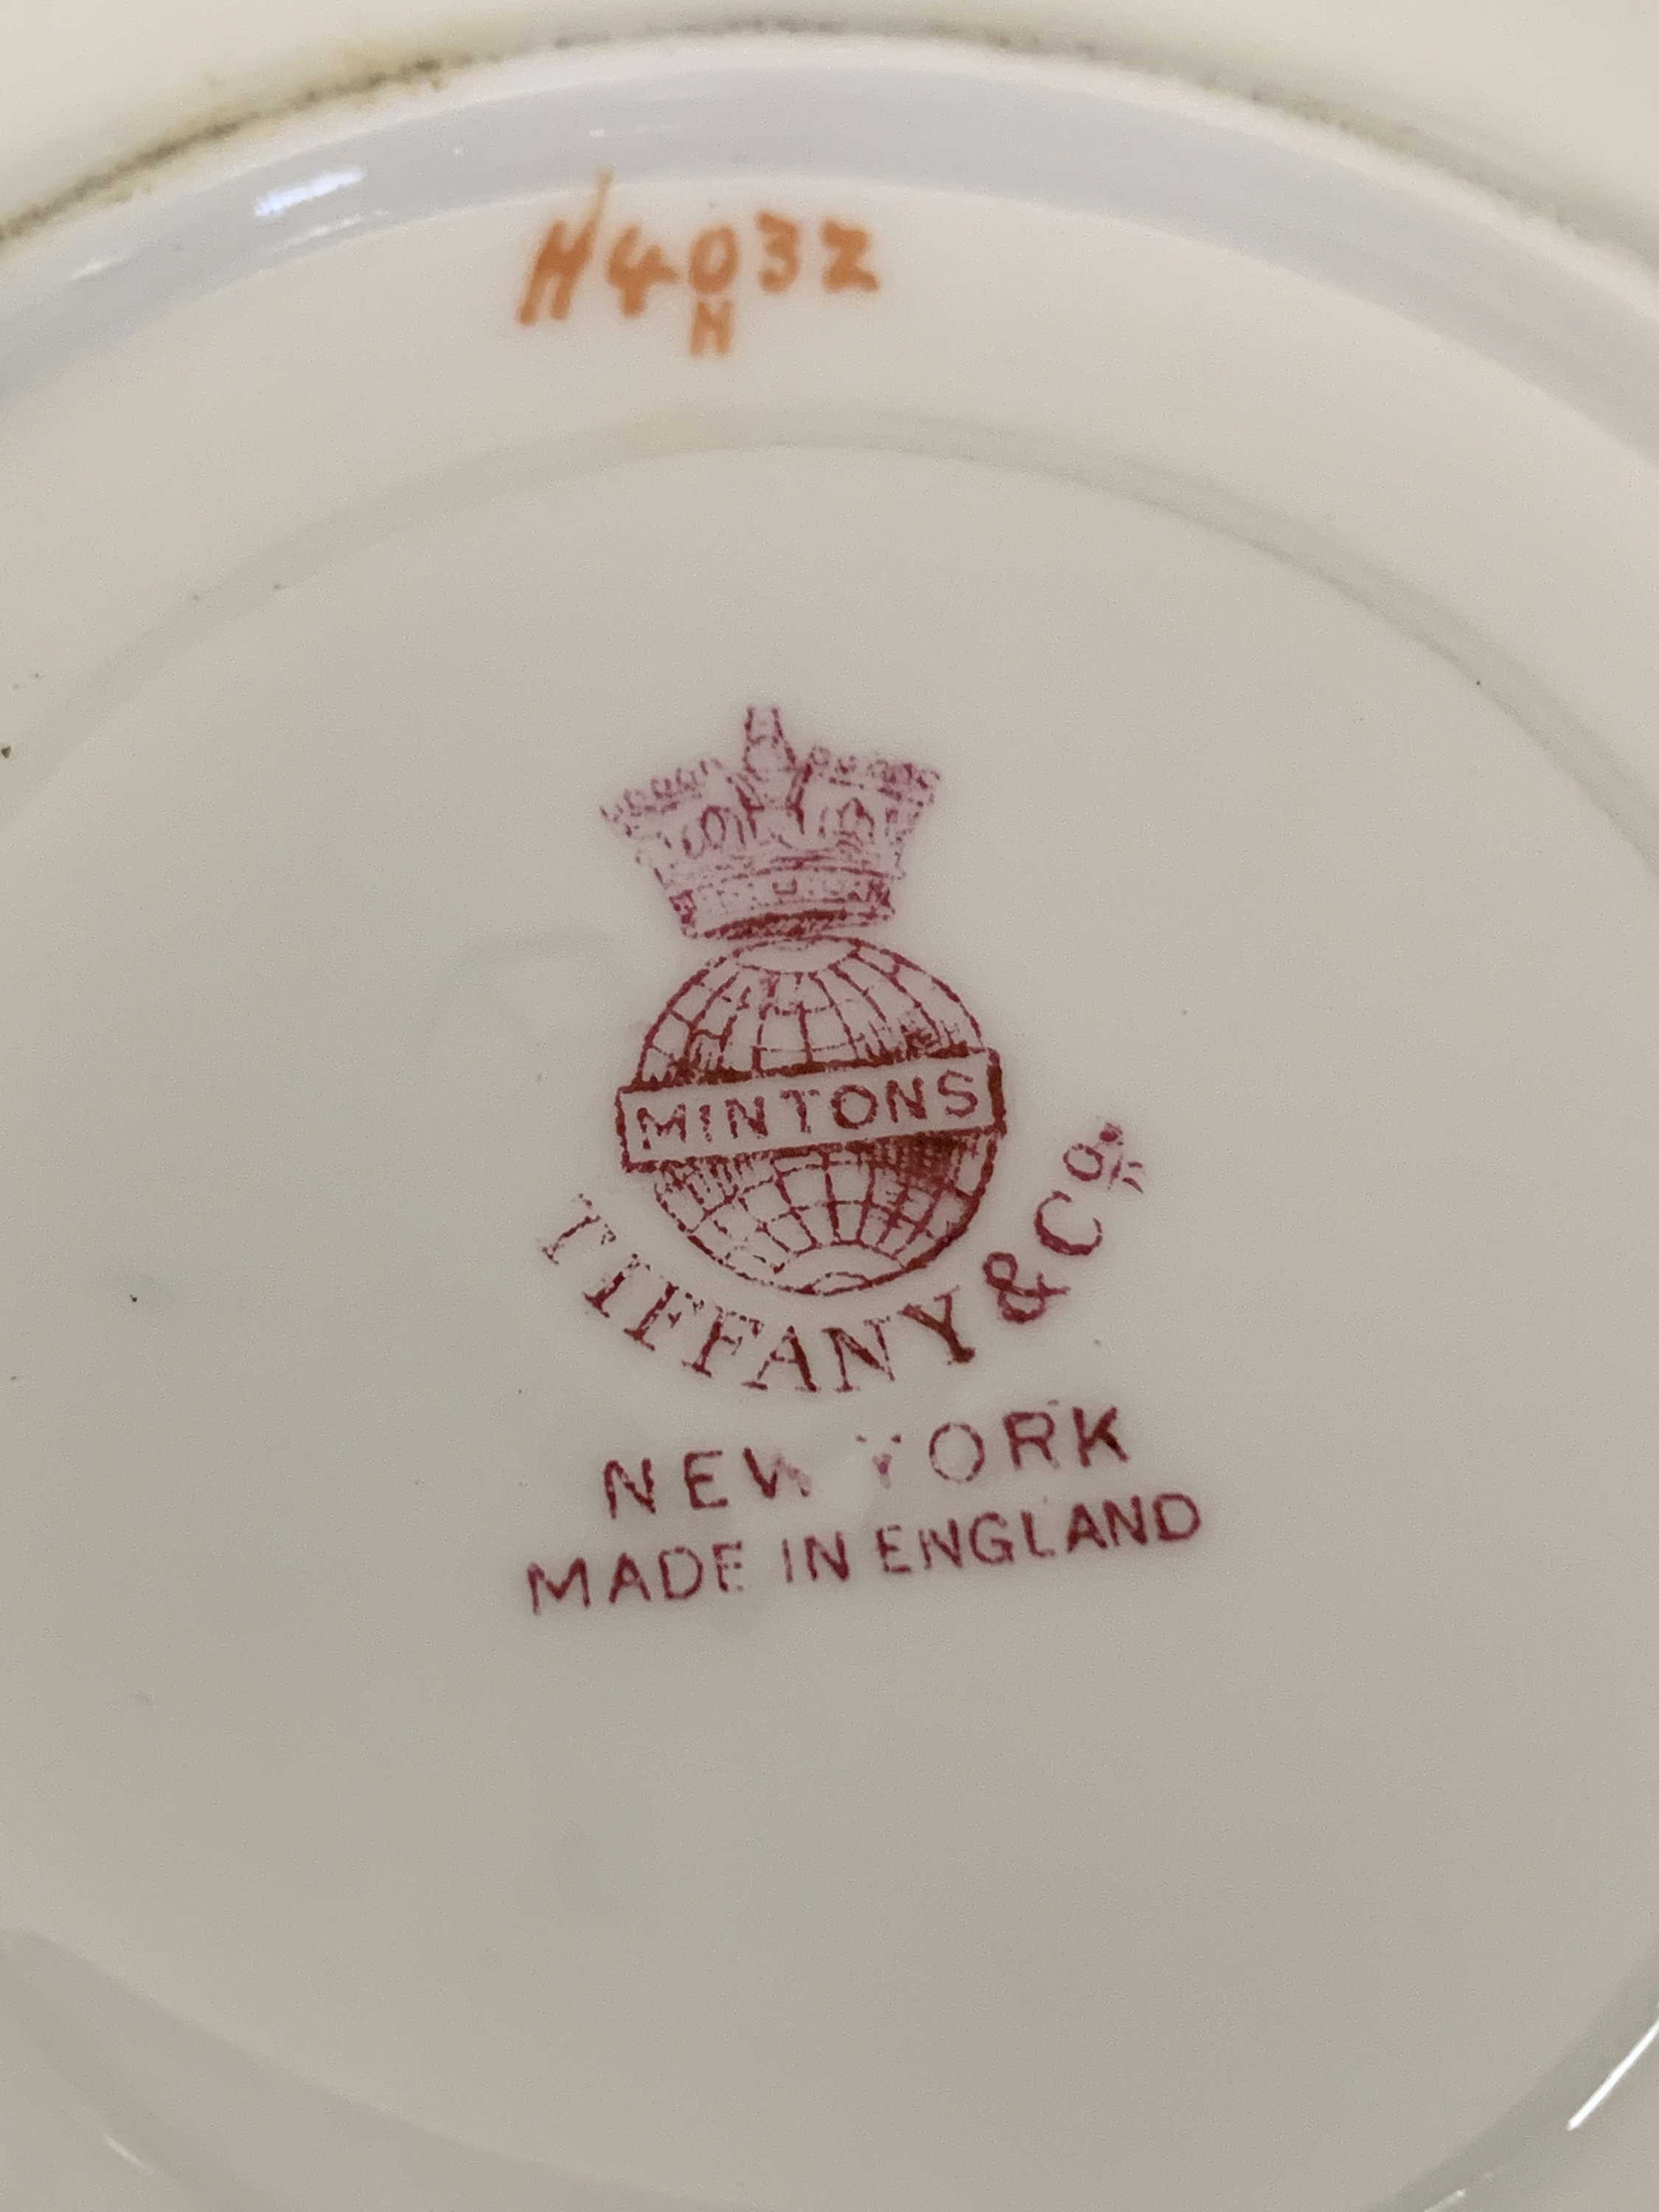 H4032
N
MINTONS
TIFFANY & Co
NEW YORK
MADE IN ENGLAND